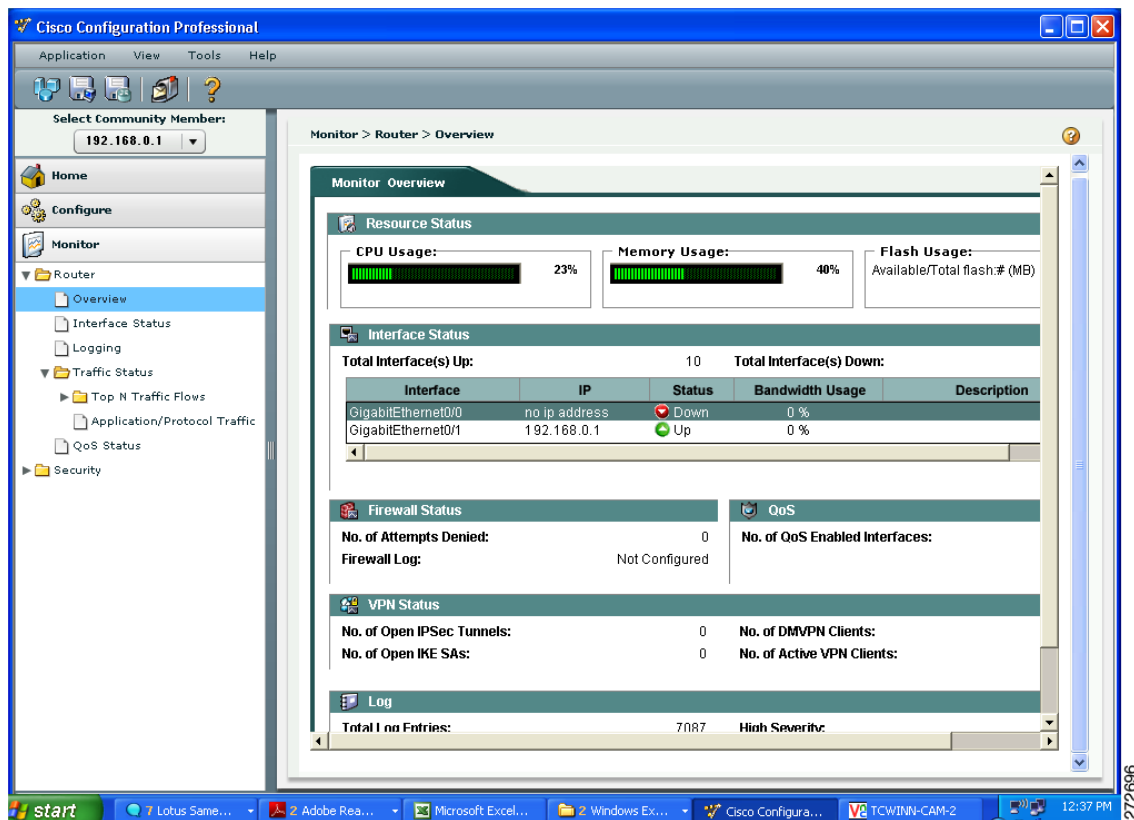 Cisco Configuration Professional
Application View Tools Help
Select Community Member:
192.168.0.1
Home
Configure
Monitor
Router
Overview
Interface Status
Logging
Traffic Status
Top N Traffic Flows
Application/Protocol Traffic
QoS Status
Security
Monitor > Router > Overview
Monitor Overview
Resource Status
CPU Usage:
23%
Memory Usage:
40%
Flash Usage:
Available/Total flash:# (MB)
Interface Status
Total Interface(s) Up: 10 Total Interface(s) Down:
Interface IP Status Bandwidth Usage Description
GigabitEthernet0/0 no ip address Down 0 %
GigabitEthernet0/1 192.168.0.1 Up 0 %
Firewall Status
No. of Attempts Denied: 0
Firewall Log: Not Configured
QoS
No. of QoS Enabled Interfaces:
VPN Status
No. of Open IPSec Tunnels: 0 No. of DMVPN Clients:
No. of Open IKE SAs: 0 No. of Active VPN Clients:
Log
Total Log Entries: 7087 High Severity:
start 7 Lotus Same... 2 Adobe Rea... Microsoft Excel... 2 Windows Ex... Cisco Configura... TCWINN-CAM-2 12:37 PM
272696